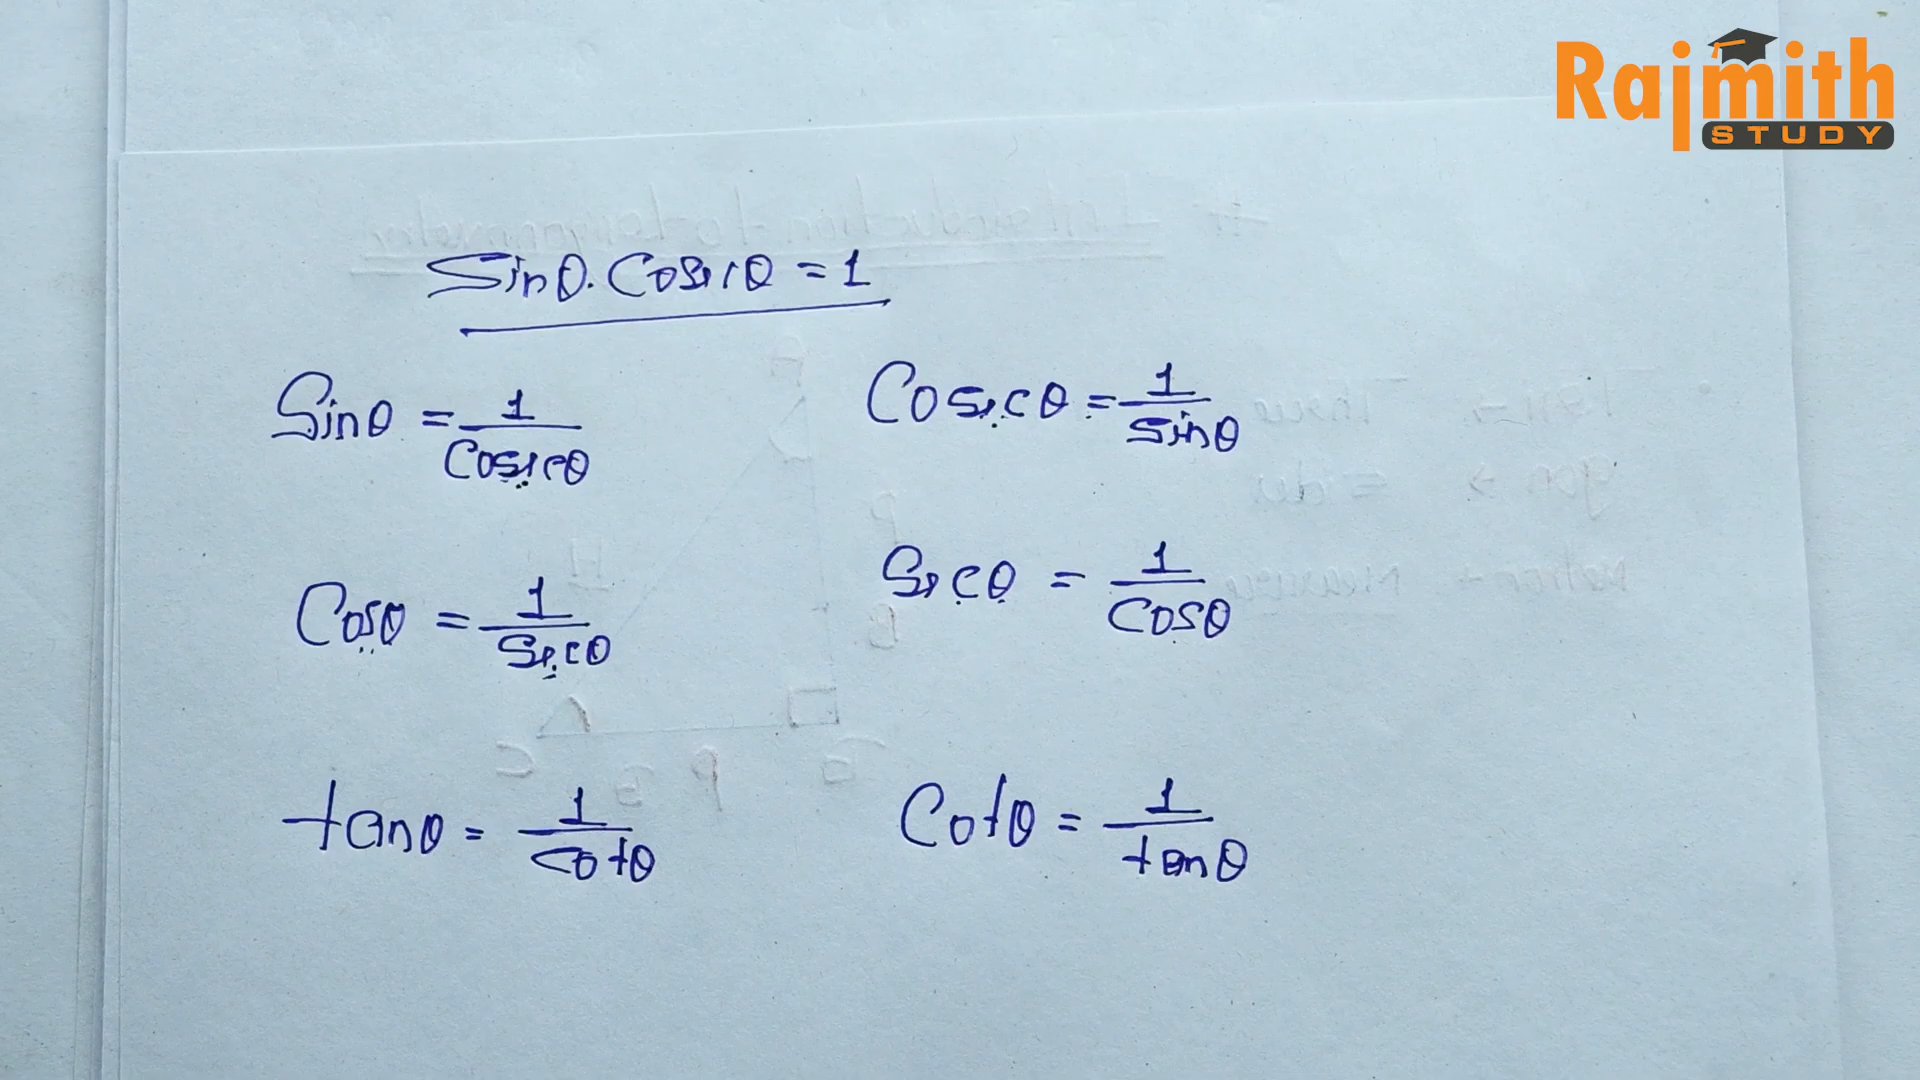 Rajmith
STUDY
Sinθ. Cosecθ = 1
Sinθ = 1/Cosecθ
Cosecθ = 1/Sinθ
Cosθ = 1/Secθ
Secθ = 1/Cosθ
tanθ = 1/cotθ
Cotθ = 1/tanθ